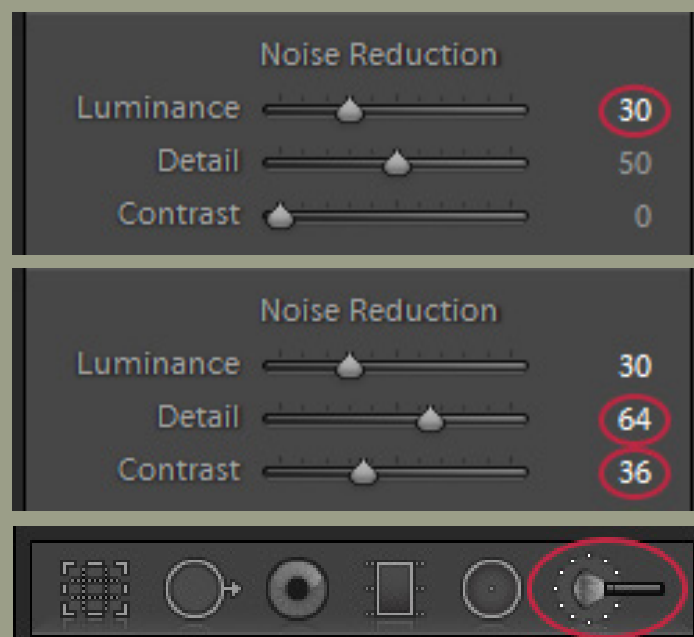 Noise Reduction
Luminance 30
Detail 50
Contrast 0
Noise Reduction
Luminance 30
Detail 64
Contrast 36